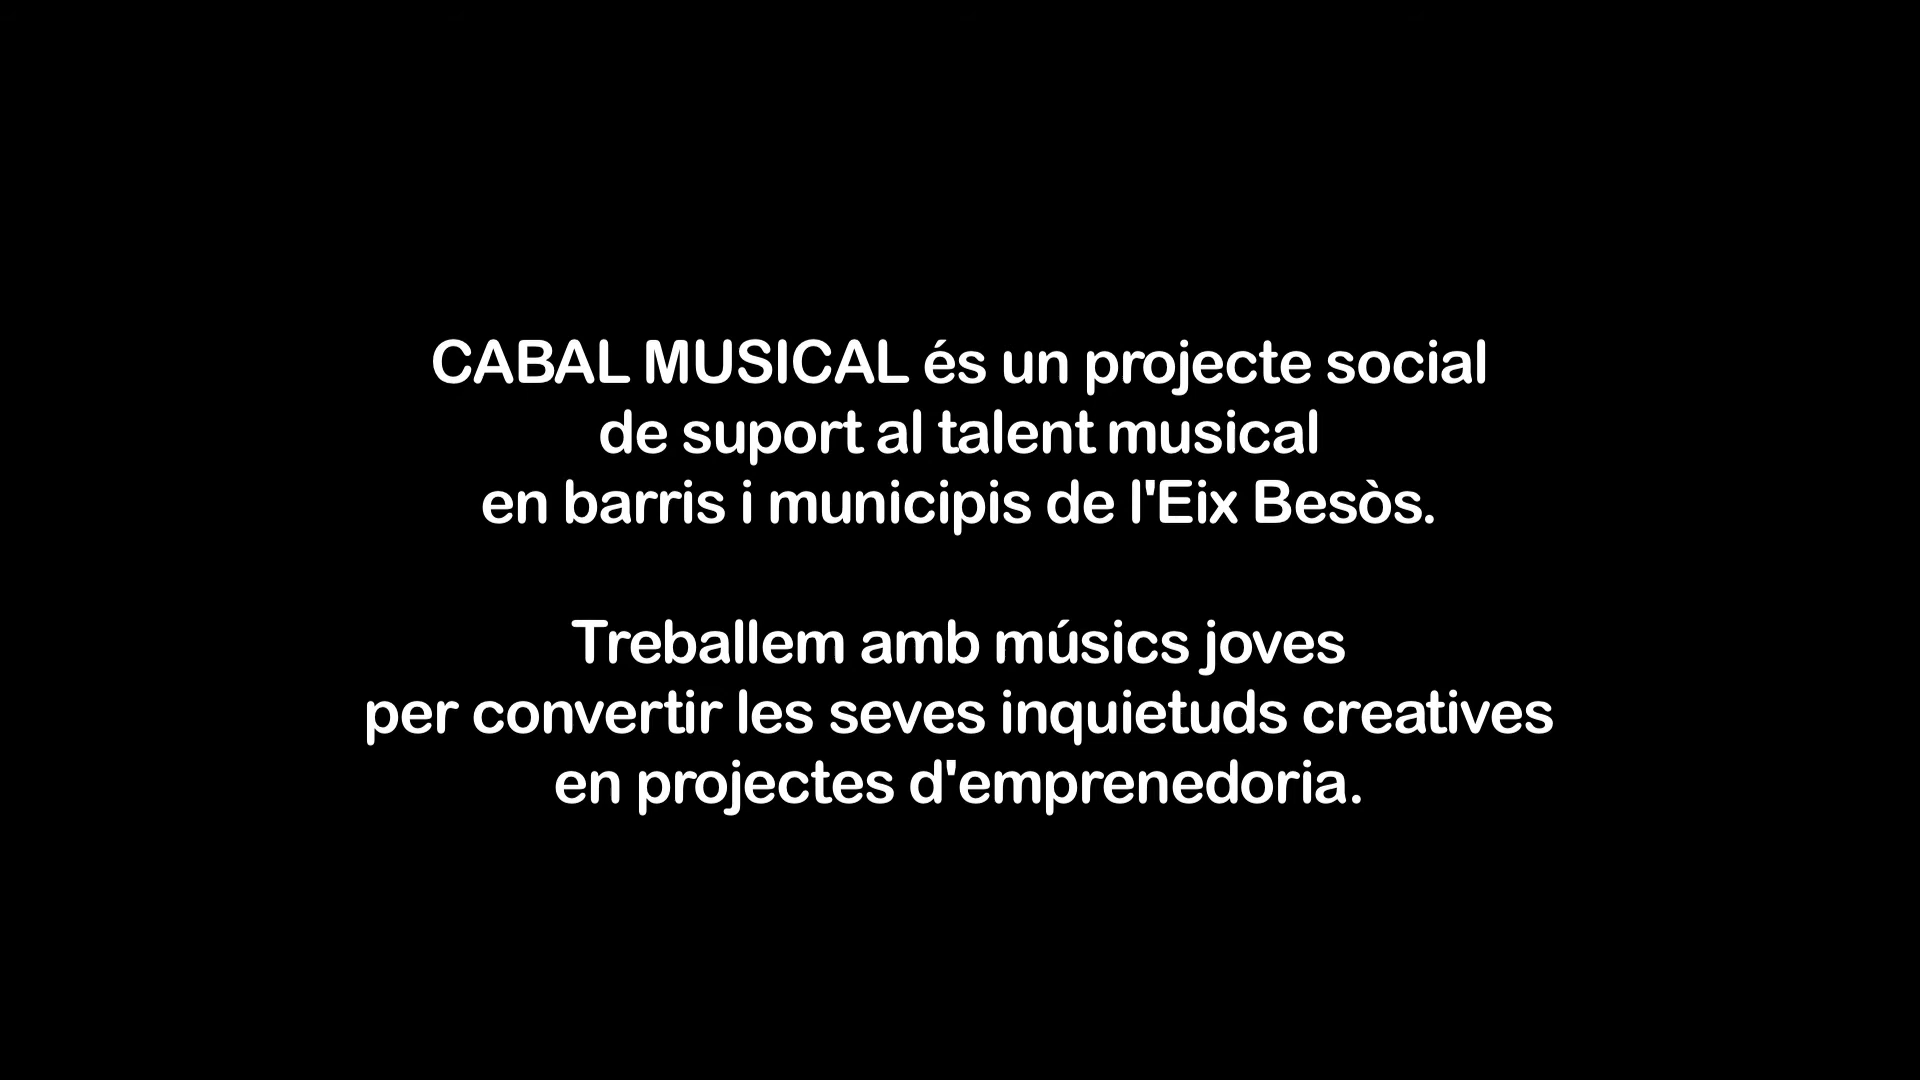 CABAL MUSICAL és un projecte social
de suport al talent musical
en barris i municipis de l'Eix Besòs.
Treballem amb músics joves
per convertir les seves inquietuds creatives
en projectes d'emprenedoria.